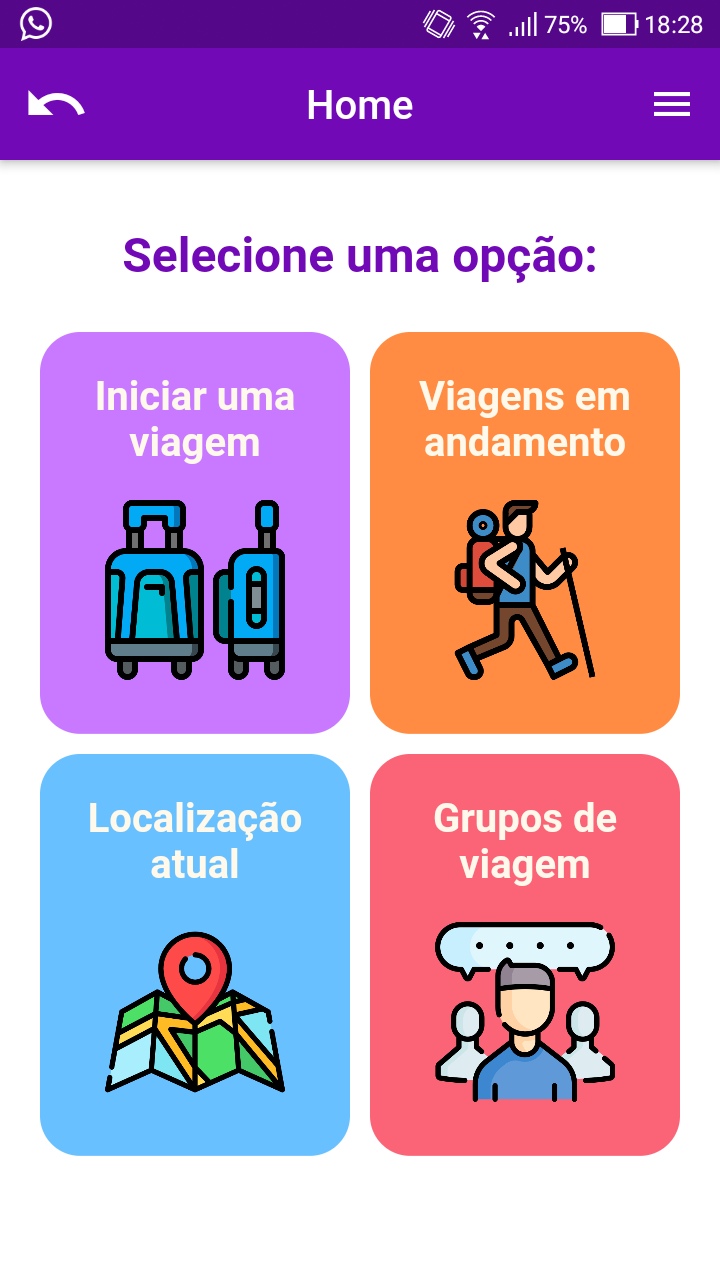 75% 18:28
Home
Selecione uma opção:
Iniciar uma
viagem
Viagens em
andamento
Localização
atual
Grupos de
viagem